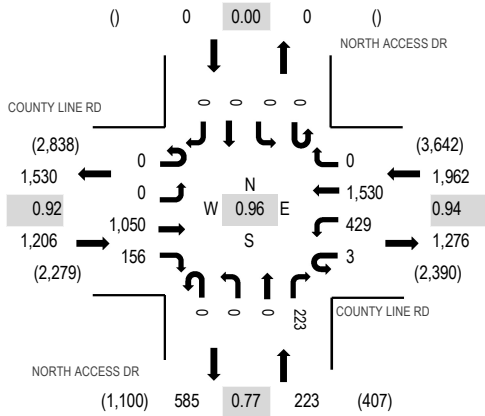 () 0 0.00 0 ()
NORTH ACCESS DR
COUNTY LINE RD
0 0 0 0
(2,838) (3,642)
0 0
1,530 1,962
0 N 1,530
0.92 W 0.96 E 0.94
1,050 429
1,206 S 1,276
156 3
(2,279) (2,390)
0 0 0 223
COUNTY LINE RD
NORTH ACCESS DR
(1,100) 585 0.77 223 (407)